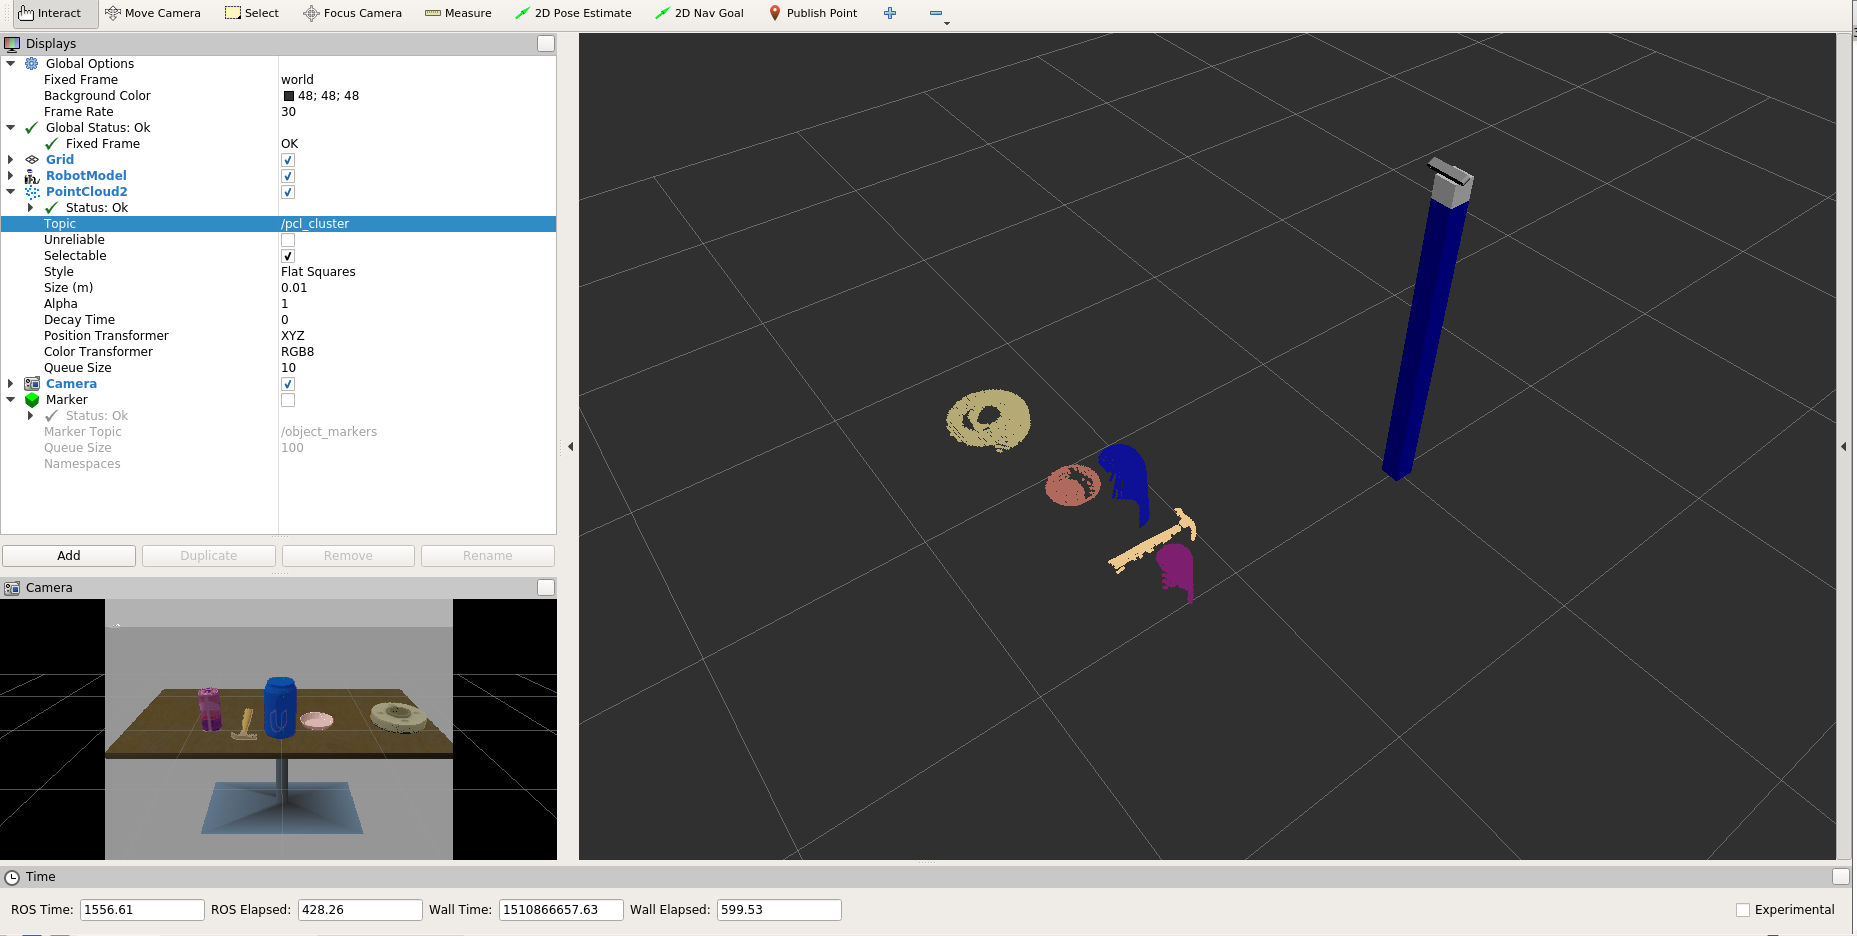 Interact Move Camera Select Focus Camera Measure 2D Pose Estimate 2D Nav Goal Publish Point
Displays
Global Options
Fixed Frame world
Background Color 48; 48; 48
Frame Rate 30
Global Status: Ok
Fixed Frame OK
Grid
RobotModel
PointCloud2
Status: Ok
Topic /pcl_cluster
Unreliable
Selectable
Style Flat Squares
Size (m) 0.01
Alpha 1
Decay Time 0
Position Transformer XYZ
Color Transformer RGB8
Queue Size 10
Camera
Marker
Status: Ok
Marker Topic /object_markers
Queue Size 100
Namespaces
Add Duplicate Remove Rename
Camera
Time
ROS Time: 1556.61 ROS Elapsed: 428.26 Wall Time: 1510866657.63 Wall Elapsed: 599.53 Experimental